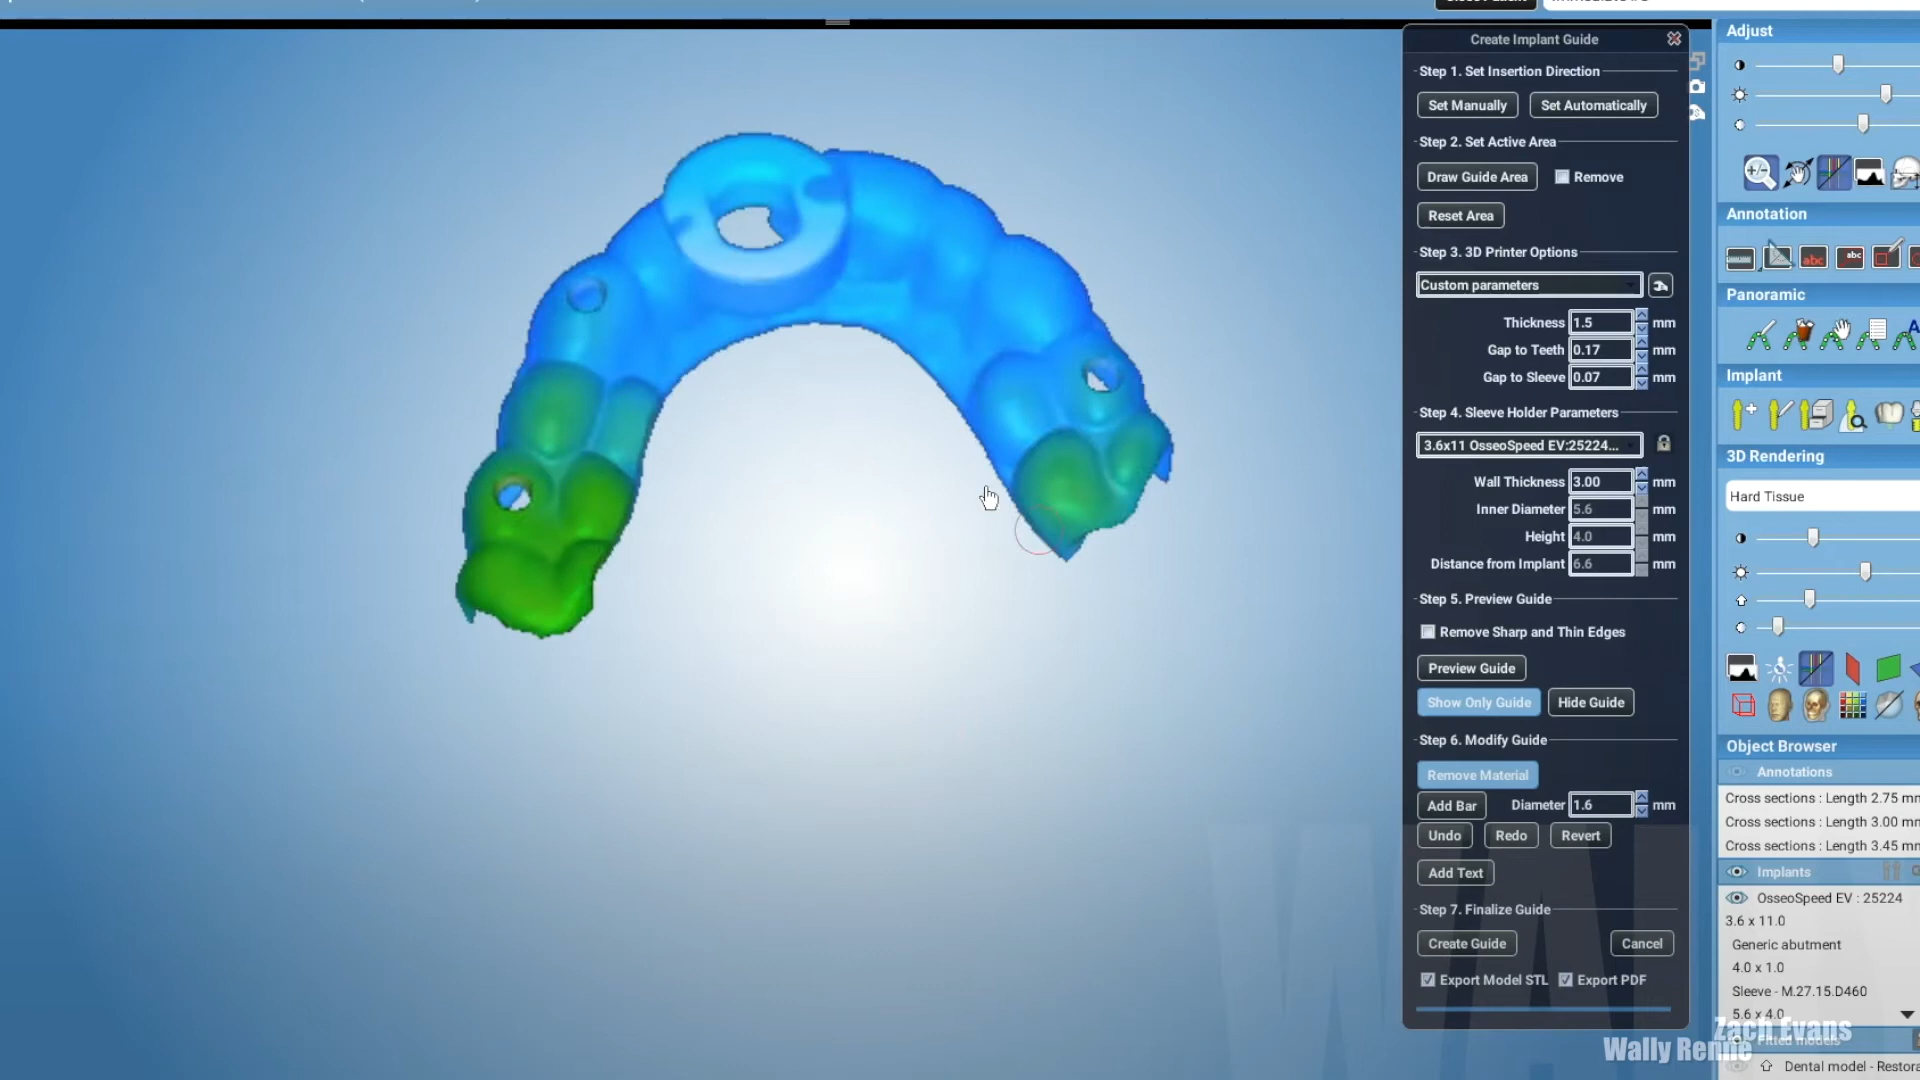 Create Implant Guide
Step 1. Set Insertion Direction
Set Manually Set Automatically
Step 2. Set Active Area
Draw Guide Area Remove
Reset Area
Step 3. 3D Printer Options
Custom parameters
Thickness 1.5 mm
Gap to Teeth 0.17 mm
Gap to Sleeve 0.07 mm
Step 4. Sleeve Holder Parameters
3.6x11 OsseoSpeed EV:25224...
Wall Thickness 3.00 mm
Inner Diameter 5.6 mm
Height 4.0 mm
Distance from Implant 6.6 mm
Step 5. Preview Guide
Remove Sharp and Thin Edges
Preview Guide
Show Only Guide Hide Guide
Step 6. Modify Guide
Remove Material
Add Bar Diameter 1.6 mm
Undo Redo Revert
Add Text
Step 7. Finalize Guide
Create Guide Cancel
Export Model STL Export PDF
Adjust
Annotation
abc abc
Panoramic
A
Implant
3D Rendering
Hard Tissue
Object Browser
Annotations
Cross sections : Length 2.75 mm
Cross sections : Length 3.00 mm
Cross sections : Length 3.45 mm
Implants
OsseoSpeed EV : 25224
3.6 x 11.0
Generic abutment
4.0 x 1.0
Sleeve - M.27.15.D460
5.6 x 4.0
Fitted models
Dental model - Restora
Zach Evans
Wally Renne